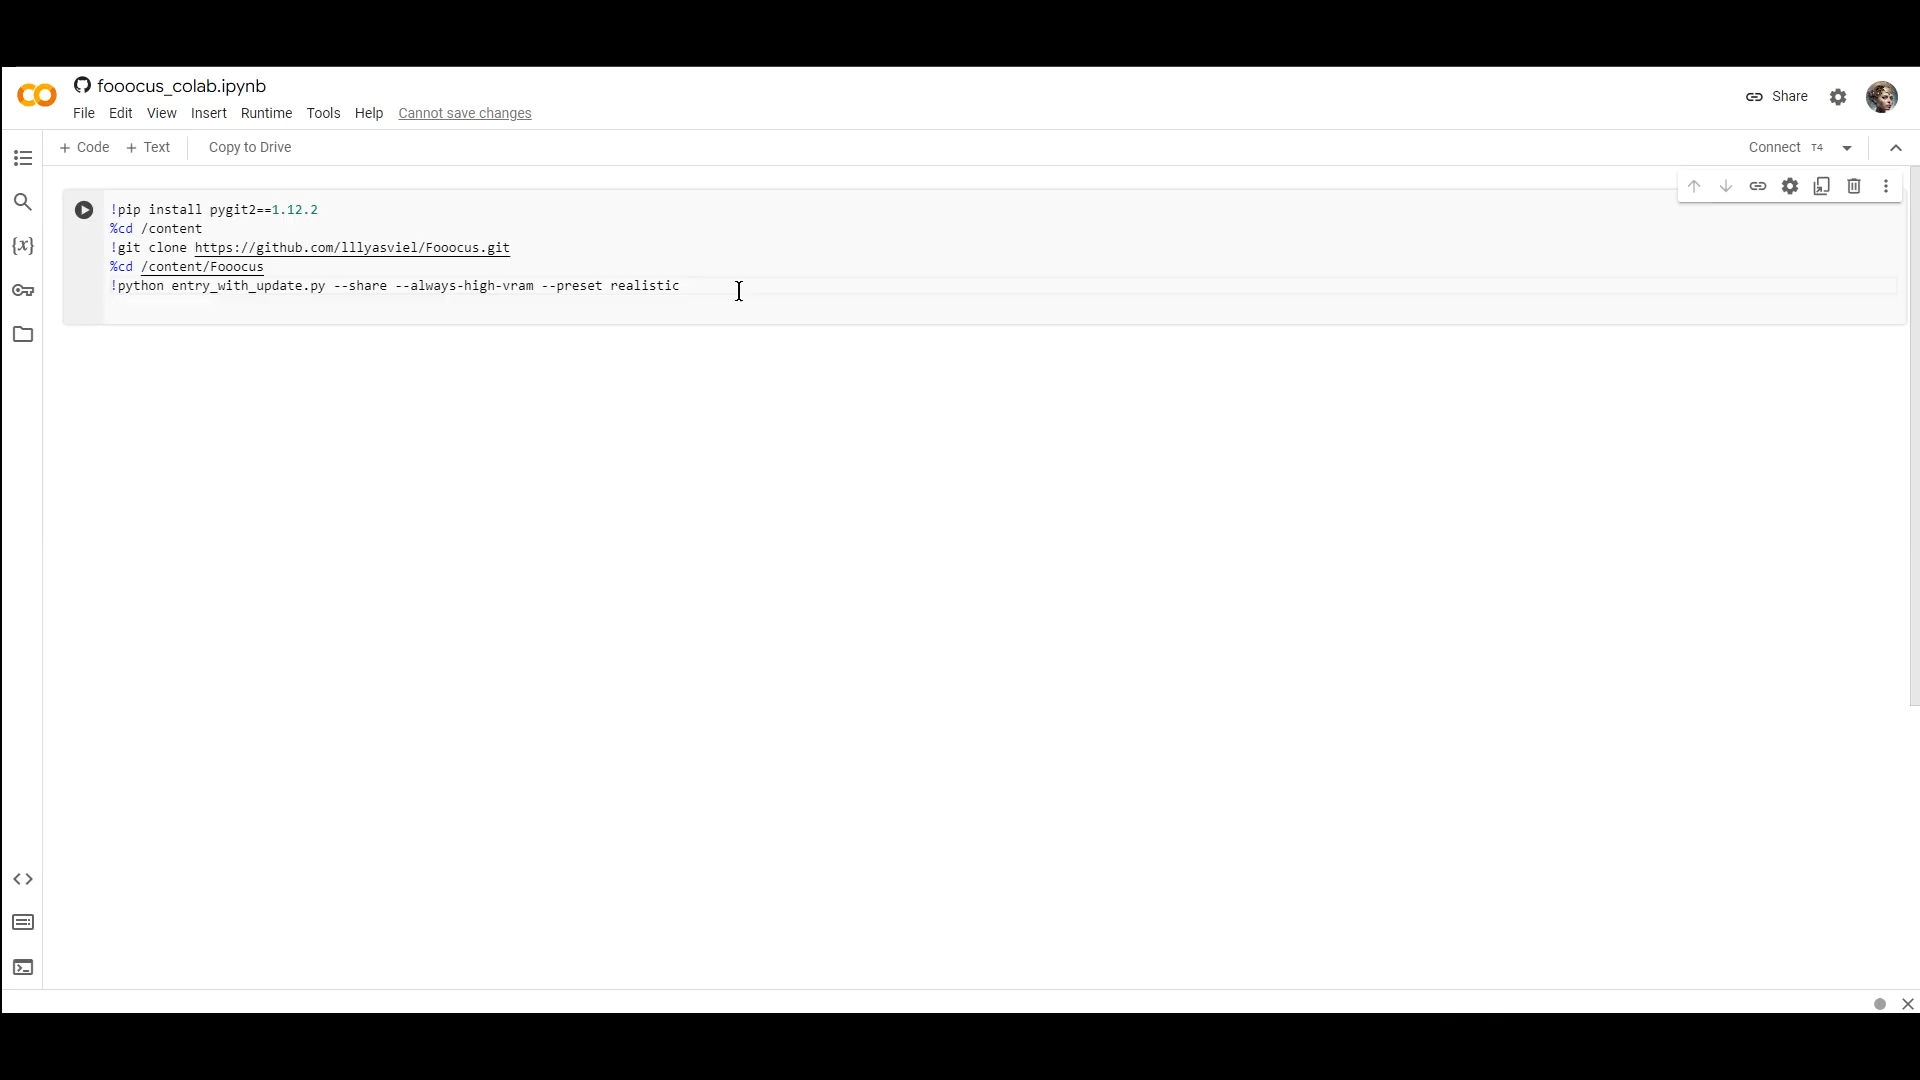 fooocus_colab.ipynb
File Edit View Insert Runtime Tools Help Cannot save changes
Share
+ Code + Text Copy to Drive
Connect T4
!pip install pygit2==1.12.2
%cd /content
!git clone https://github.com/lllyasviel/Fooocus.git
%cd /content/Fooocus
!python entry_with_update.py --share --always-high-vram --preset realistic